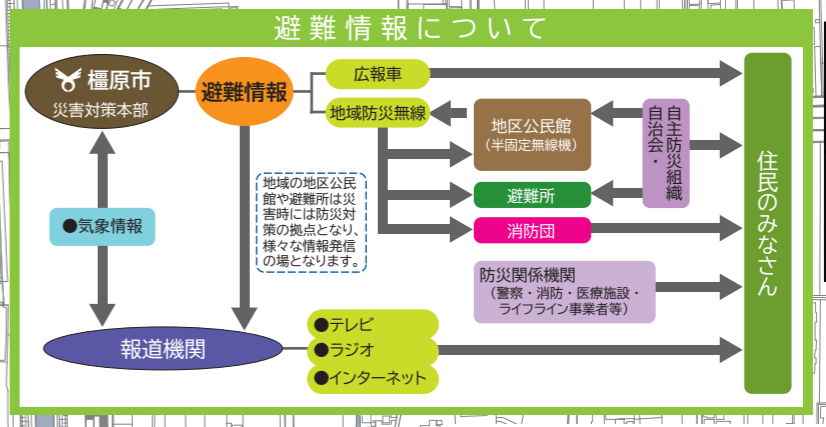 避難情報について
橿原市
災害対策本部
避難情報
広報車
地域防災無線
地区公民館
（半固定無線機）
自主防災組織
自治会・
避難所
消防団
住民のみなさん
地域の地区公民
館や避難所は災
害時には防災対
策の拠点となり、
様々な情報発信
の場となります。
●気象情報
防災関係機関
（警察・消防・医療施設・
ライフライン事業者等）
報道機関
●テレビ
●ラジオ
●インターネット